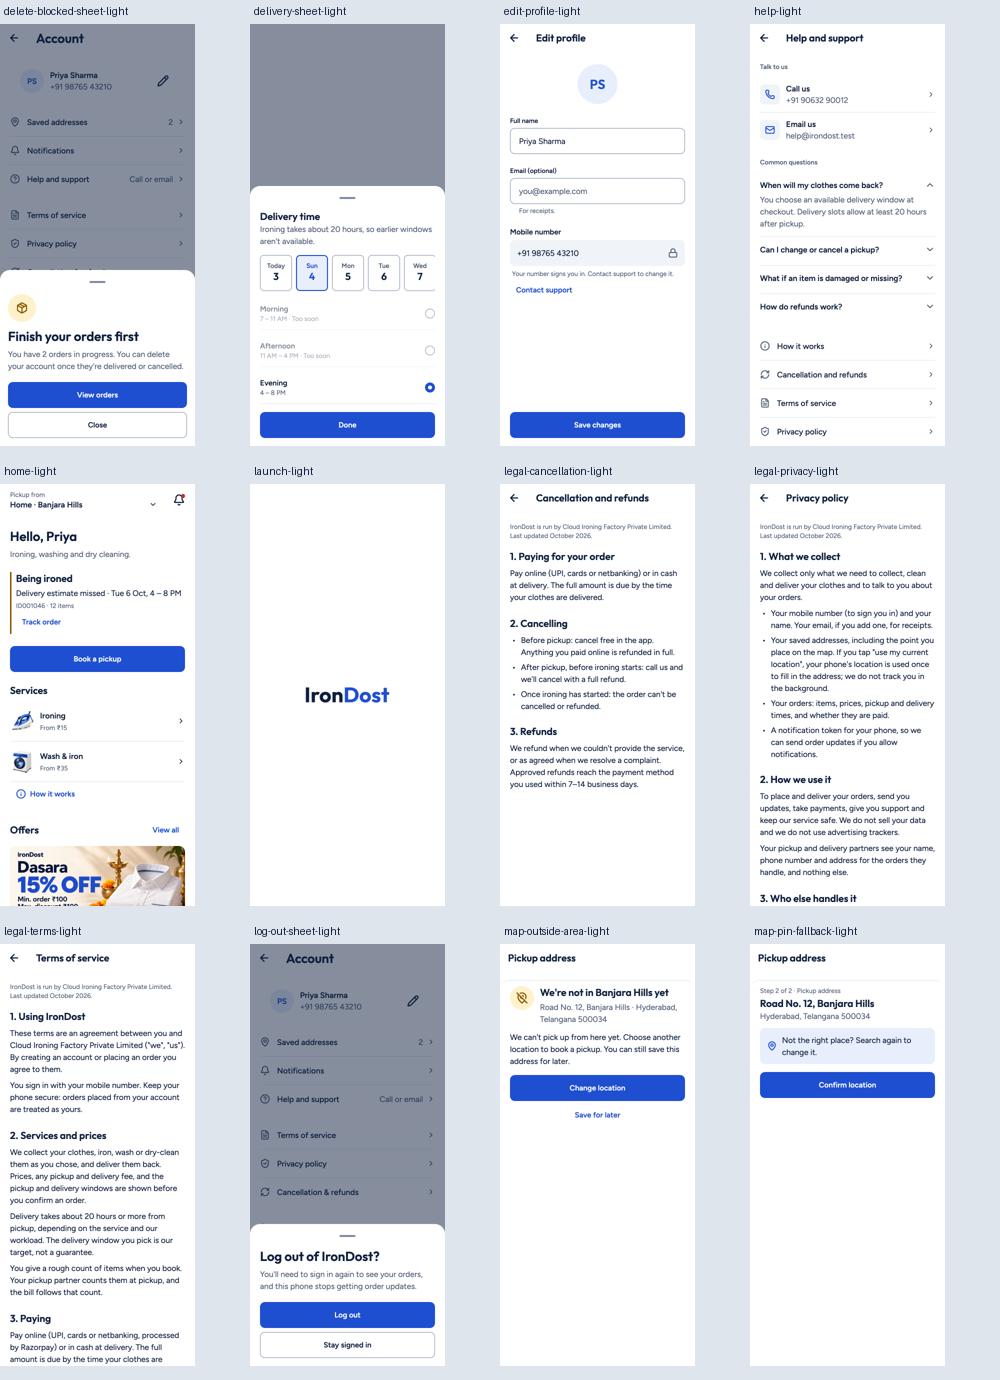 delete-blocked-sheet-light
Account
PS
Priya Sharma
+91 98765 43210
Saved addresses 2
Notifications
Help and support Call or email
Terms of service
Privacy policy
Finish your orders first
You have 2 orders in progress. You can delete
your account once they're delivered or cancelled.
View orders
Close
delivery-sheet-light
Delivery time
Ironing takes about 20 hours, so earlier windows
aren't available.
Today Sun Mon Tue Wed
3 4 5 6 7
Morning
7 – 11 AM · Too soon
Afternoon
11 AM – 4 PM · Too soon
Evening
4 – 8 PM
Done
edit-profile-light
Edit profile
PS
Full name
Priya Sharma
Email (optional)
you@example.com
For receipts.
Mobile number
+91 98765 43210
Your number signs you in. Contact support to change it.
Contact support
Save changes
help-light
Help and support
Talk to us
Call us
+91 90632 90012
Email us
help@irondost.test
Common questions
When will my clothes come back?
You choose an available delivery window at
checkout. Delivery slots allow at least 20 hours
after pickup.
Can I change or cancel a pickup?
What if an item is damaged or missing?
How do refunds work?
How it works
Cancellation and refunds
Terms of service
Privacy policy
home-light
Pickup from
Home · Banjara Hills
Hello, Priya
Ironing, washing and dry cleaning.
Being ironed
Delivery estimate missed · Tue 6 Oct, 4 – 8 PM
ID001046 · 12 items
Track order
Book a pickup
Services
Ironing
From ₹15
Wash & iron
From ₹35
How it works
Offers View all
IronDost
Dasara
15% OFF
Min. order ₹100
launch-light
IronDost
legal-cancellation-light
Cancellation and refunds
IronDost is run by Cloud Ironing Factory Private Limited.
Last updated October 2026.
1. Paying for your order
Pay online (UPI, cards or netbanking) or in cash
at delivery. The full amount is due by the time
your clothes are delivered.
2. Cancelling
• Before pickup: cancel free in the app.
Anything you paid online is refunded in full.
• After pickup, before ironing starts: call us and
we'll cancel with a full refund.
• Once ironing has started: the order can't be
cancelled or refunded.
3. Refunds
We refund when we couldn't provide the service,
or as agreed when we resolve a complaint.
Approved refunds reach the payment method
you used within 7–14 business days.
legal-privacy-light
Privacy policy
IronDost is run by Cloud Ironing Factory Private Limited.
Last updated October 2026.
1. What we collect
We collect only what we need to collect, clean
and deliver your clothes and to talk to you about
your orders.
• Your mobile number (to sign you in) and your
name. Your email, if you add one, for receipts.
• Your saved addresses, including the point you
place on the map. If you tap "use my current
location", your phone's location is used once
to fill in the address; we do not track you in
the background.
• Your orders: items, prices, pickup and delivery
times, and whether they are paid.
• A notification token for your phone, so we
can send order updates if you allow
notifications.
2. How we use it
To place and deliver your orders, send you
updates, take payments, give you support and
keep our service safe. We do not sell your data
and we do not use advertising trackers.
Your pickup and delivery partners see your name,
phone number and address for the orders they
handle, and nothing else.
3. Who else handles it
legal-terms-light
Terms of service
IronDost is run by Cloud Ironing Factory Private Limited.
Last updated October 2026.
1. Using IronDost
These terms are an agreement between you and
Cloud Ironing Factory Private Limited ("we", "us").
By creating an account or placing an order you
agree to them.
You sign in with your mobile number. Keep your
phone secure: orders placed from your account
are treated as yours.
2. Services and prices
We collect your clothes, iron, wash or dry-clean
them as you chose, and deliver them back.
Prices, any pickup and delivery fee, and the
pickup and delivery windows are shown before
you confirm an order.
Delivery takes about 20 hours or more from
pickup, depending on the service and our
workload. The delivery window you pick is our
target, not a guarantee.
You give a rough count of items when you book.
Your pickup partner counts them at pickup, and
the bill follows that count.
3. Paying
Pay online (UPI, cards or netbanking, processed
by Razorpay) or in cash at delivery. The full
amount is due by the time your clothes are
log-out-sheet-light
Account
PS
Priya Sharma
+91 98765 43210
Saved addresses 2
Notifications
Help and support Call or email
Terms of service
Privacy policy
Cancellation & refunds
Log out of IronDost?
You'll need to sign in again to see your orders,
and this phone stops getting order updates.
Log out
Stay signed in
map-outside-area-light
Pickup address
We're not in Banjara Hills yet
Road No. 12, Banjara Hills · Hyderabad,
Telangana 500034
We can't pick up from here yet. Choose another
location to book a pickup. You can still save this
address for later.
Change location
Save for later
map-pin-fallback-light
Pickup address
Step 2 of 2 · Pickup address
Road No. 12, Banjara Hills
Hyderabad, Telangana 500034
Not the right place? Search again to
change it.
Confirm location